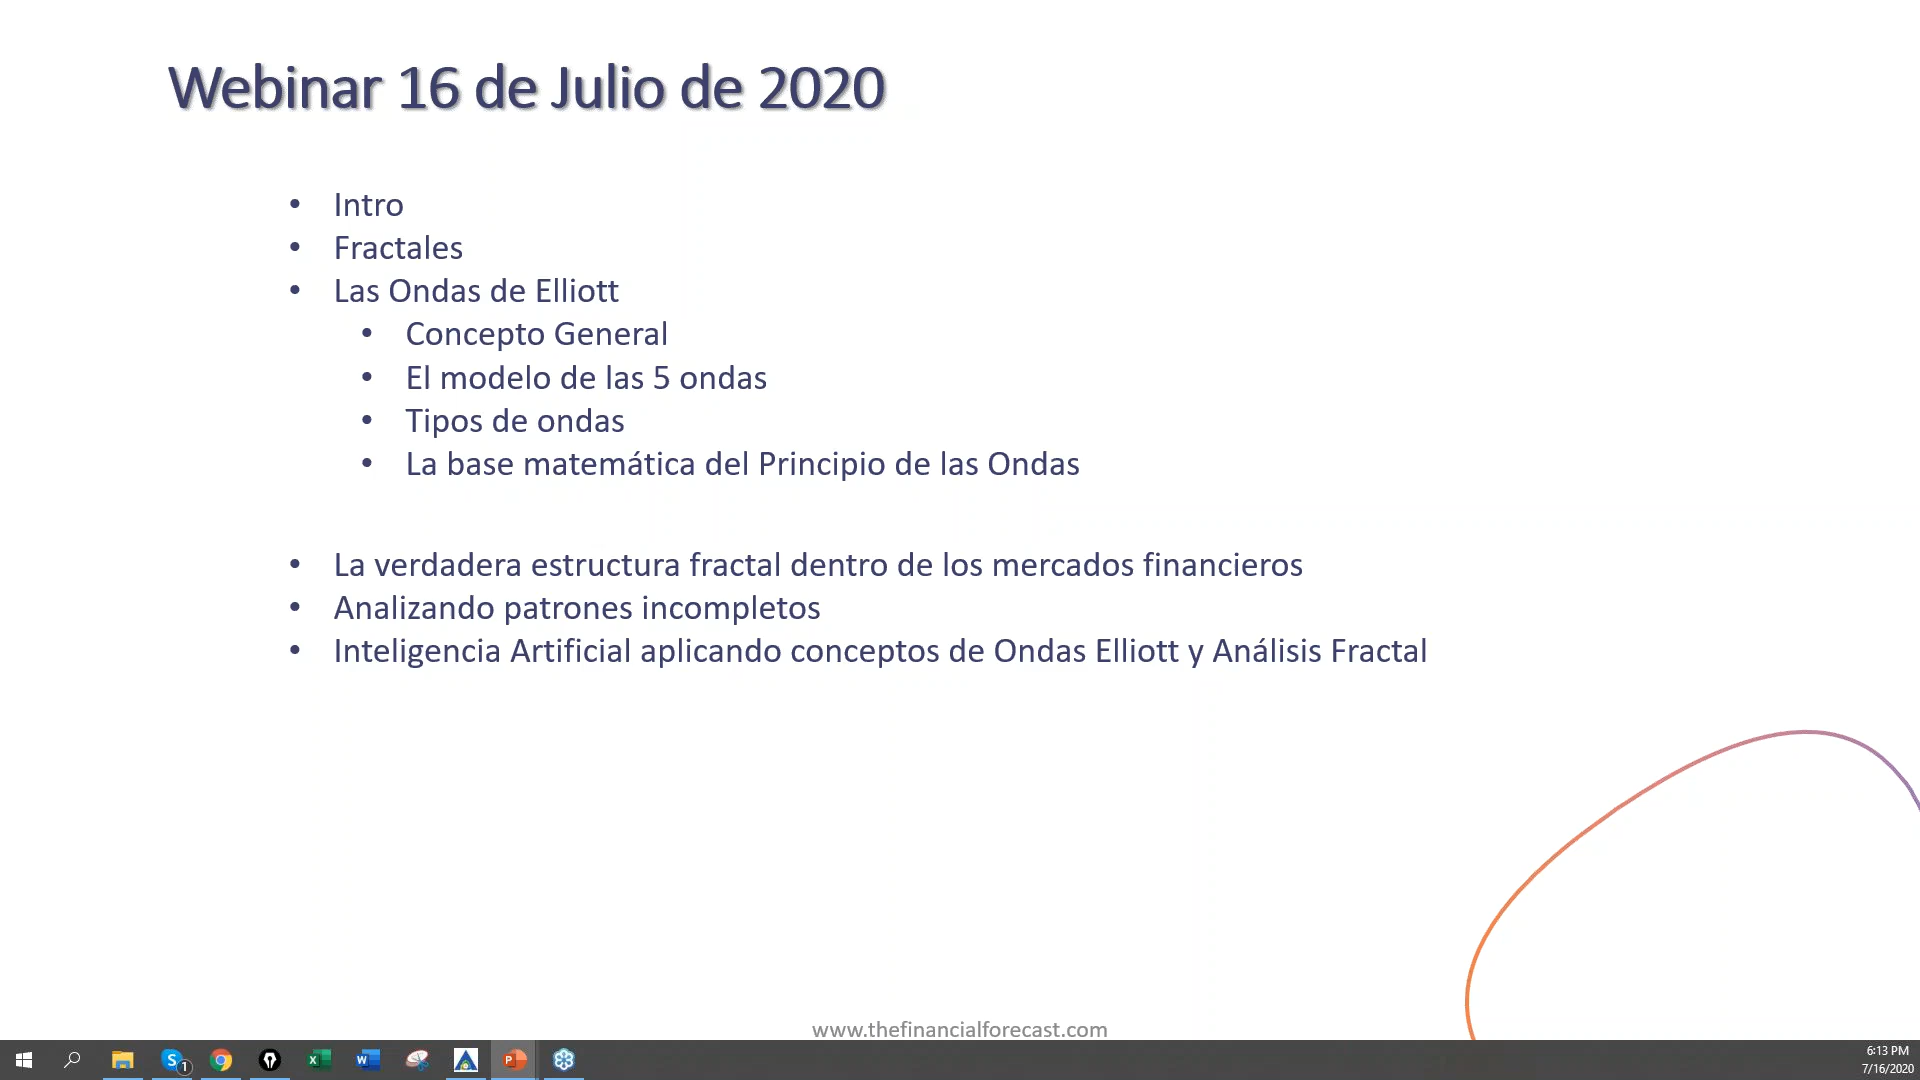 Webinar 16 de Julio de 2020
• Intro
• Fractales
• Las Ondas de Elliott
• Concepto General
• El modelo de las 5 ondas
• Tipos de ondas
• La base matemática del Principio de las Ondas
• La verdadera estructura fractal dentro de los mercados financieros
• Analizando patrones incompletos
• Inteligencia Artificial aplicando conceptos de Ondas Elliott y Análisis Fractal
www.thefinancialforecast.com
6:13 PM
7/16/2020